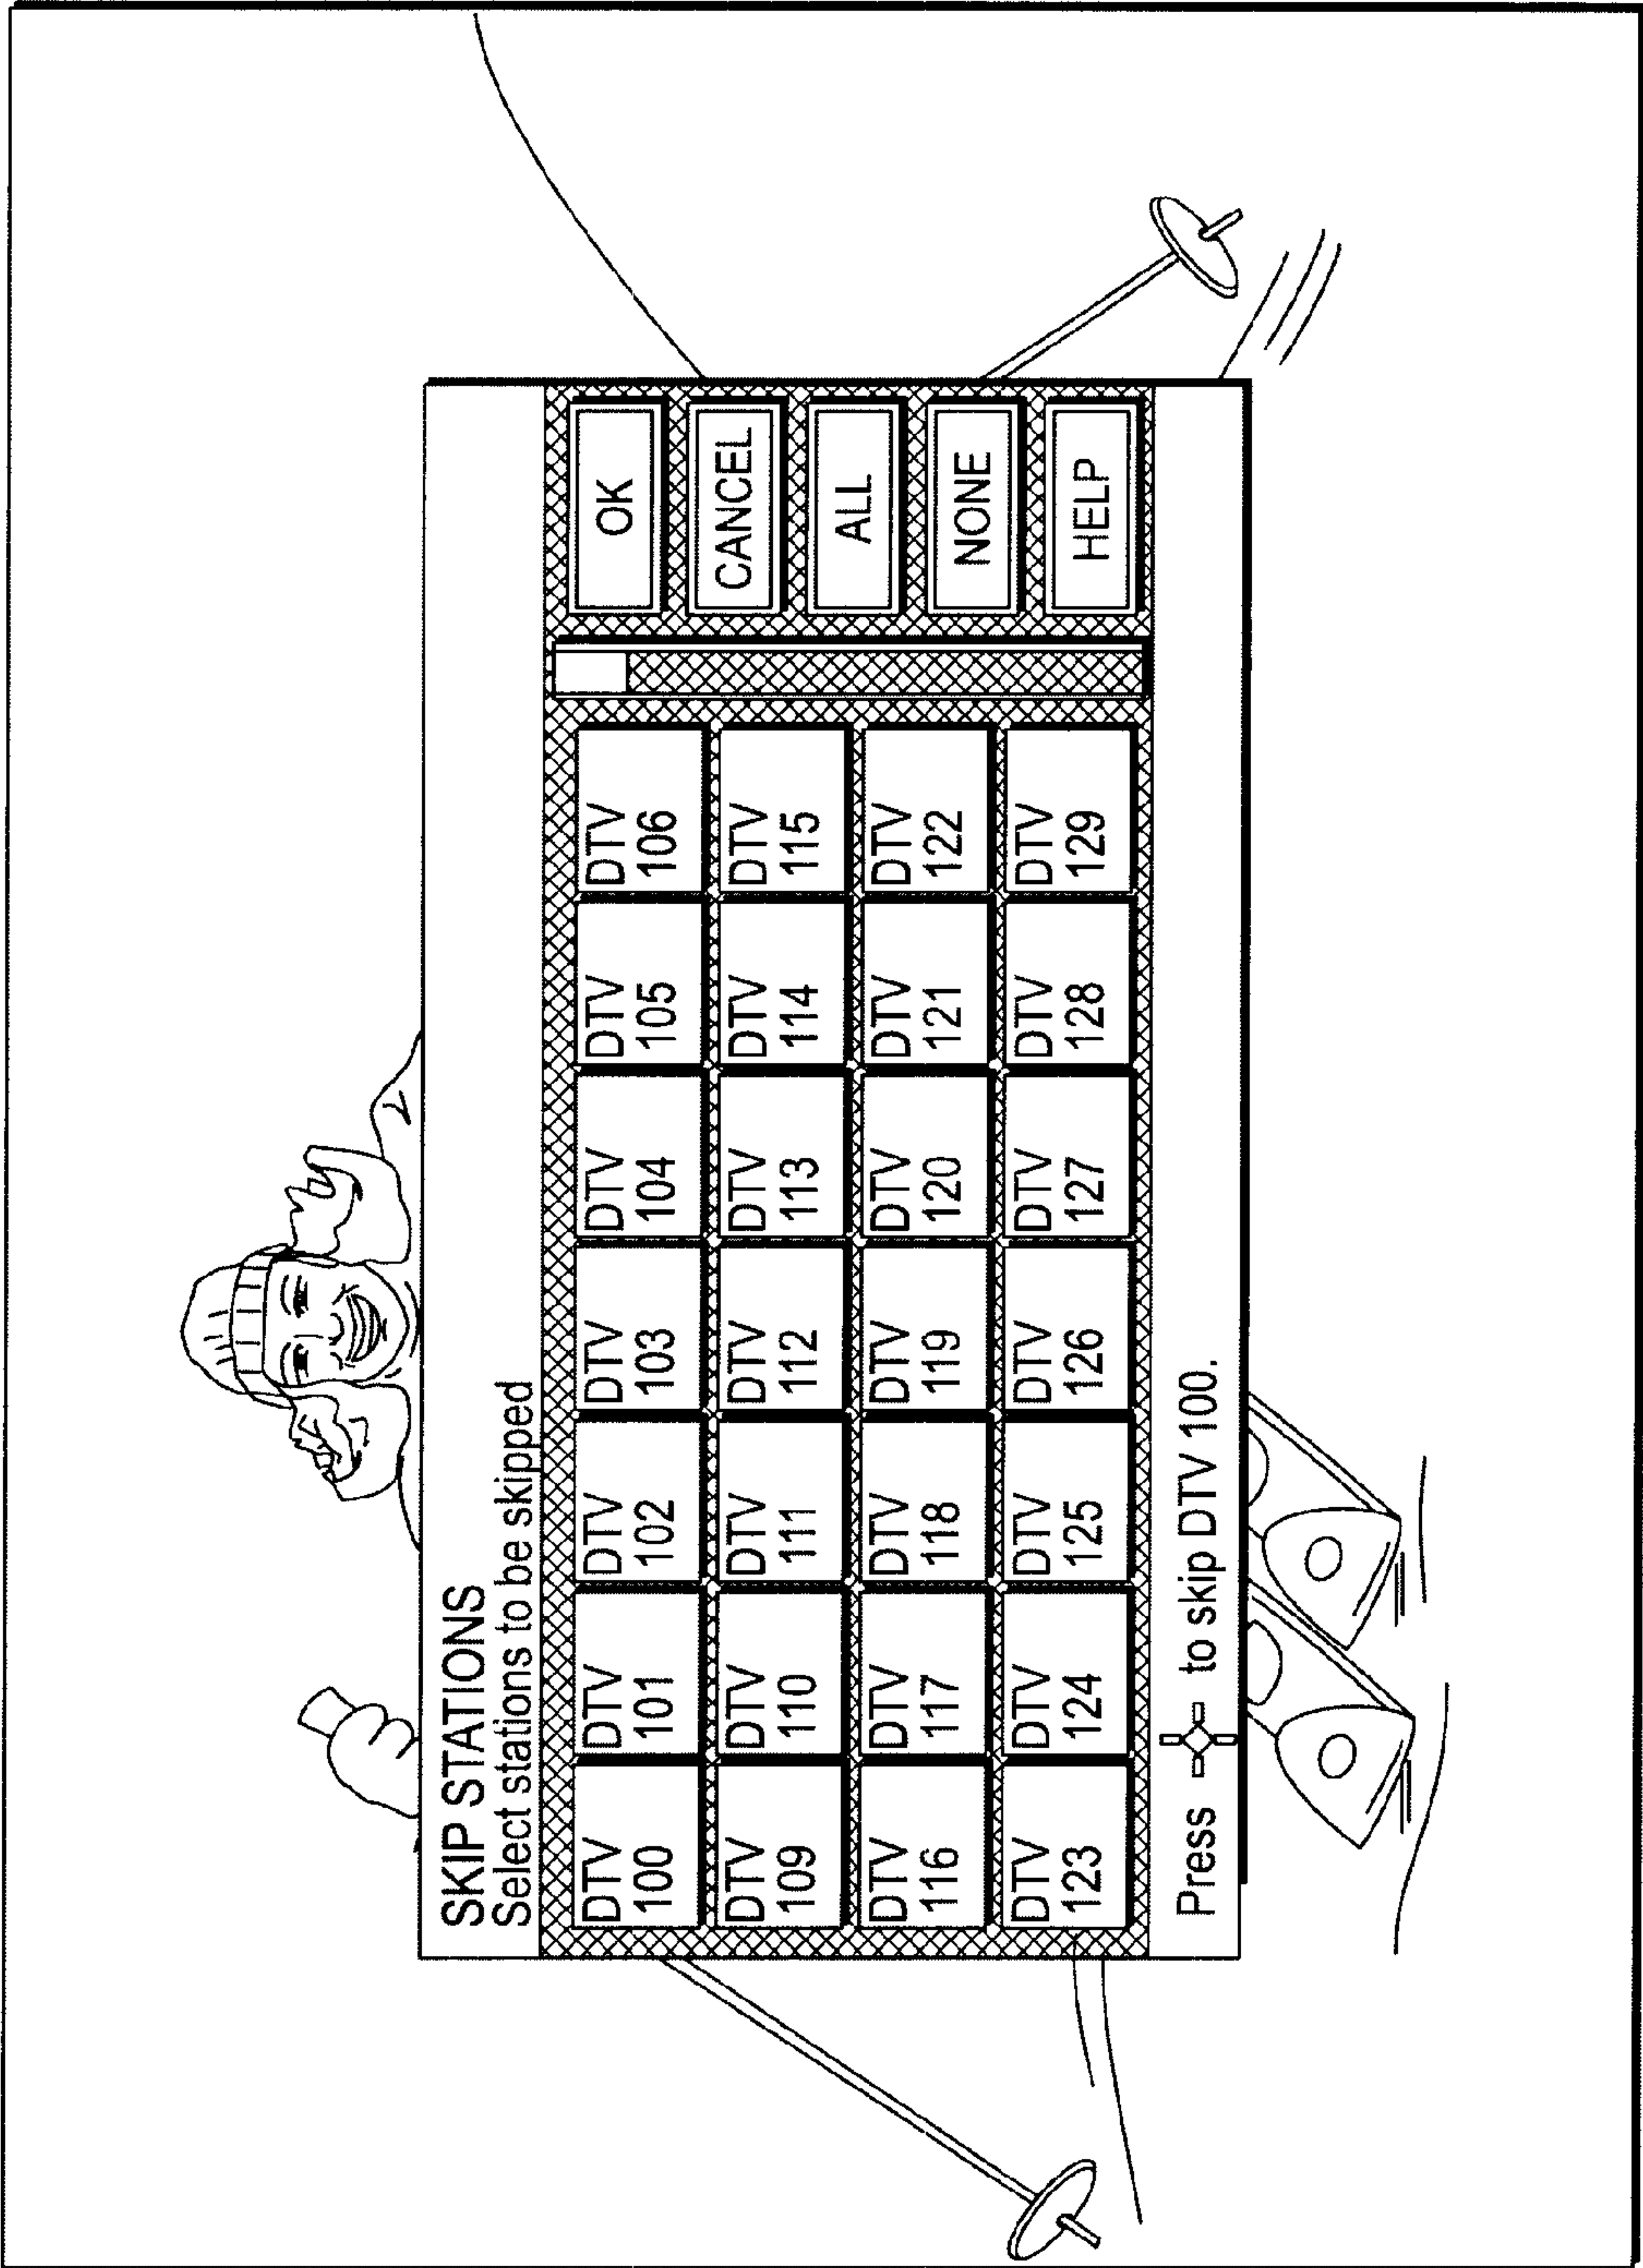 SKIP STATIONS
Select stations to be skipped
DTV 100
DTV 101
DTV 102
DTV 103
DTV 104
DTV 105
DTV 106
DTV 109
DTV 110
DTV 111
DTV 112
DTV 113
DTV 114
DTV 115
DTV 116
DTV 117
DTV 118
DTV 119
DTV 120
DTV 121
DTV 122
DTV 123
DTV 124
DTV 125
DTV 126
DTV 127
DTV 128
DTV 129
OK
CANCEL
ALL
NONE
HELP
Press to skip DTV 100.